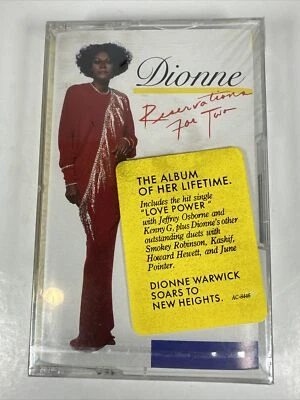 Dionne
Reservations
For Two
THE ALBUM
OF HER LIFETIME.
Includes the hit single
"LOVE POWER"
with Jeffrey Osborne and
Kenny G, plus Dionne's other
outstanding duets with
Smokey Robinson, Kashif,
Howard Hewett, and June
Pointer.
DIONNE WARWICK
SOARS TO
NEW HEIGHTS.
AC-8446